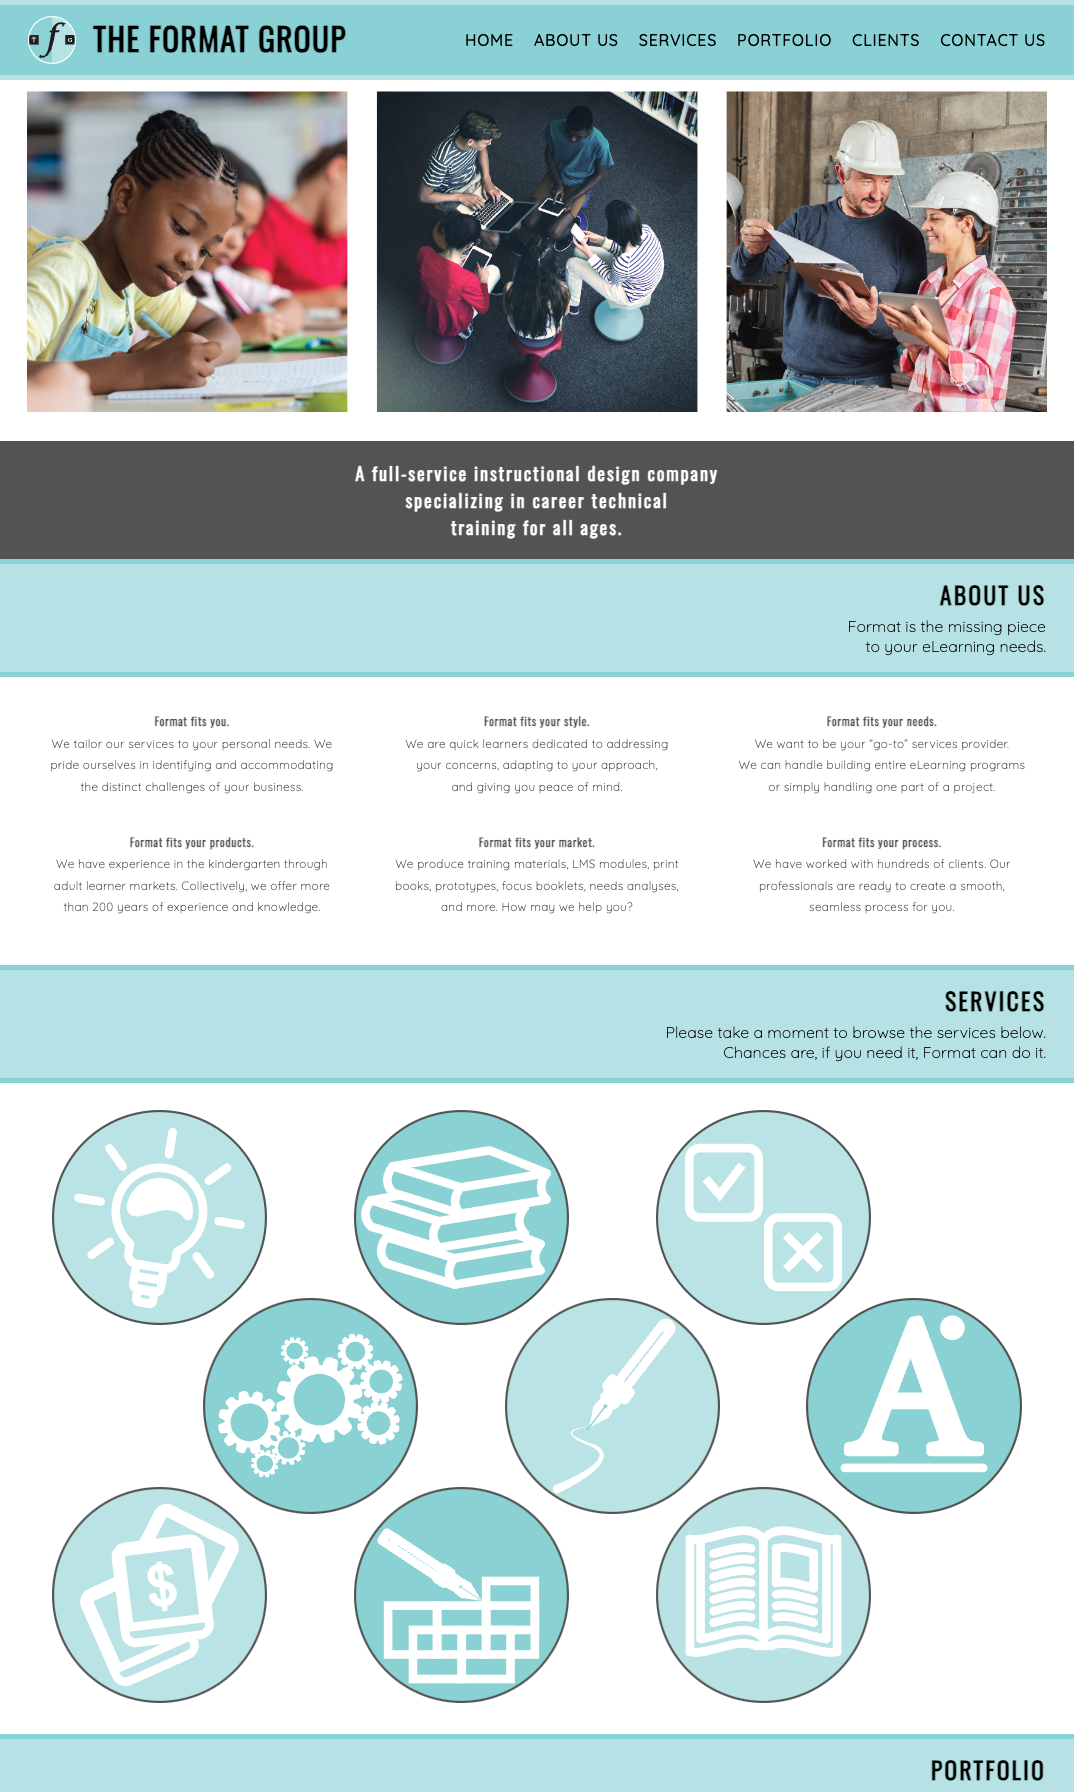 T f G
THE FORMAT GROUP
HOME ABOUT US SERVICES PORTFOLIO CLIENTS CONTACT US
A full-service instructional design company
specializing in career technical
training for all ages.
ABOUT US
Format is the missing piece
to your eLearning needs.
Format fits you.
We tailor our services to your personal needs. We
pride ourselves in identifying and accommodating
the distinct challenges of your business.
Format fits your style.
We are quick learners dedicated to addressing
your concerns, adapting to your approach,
and giving you peace of mind.
Format fits your needs.
We want to be your “go-to” services provider.
We can handle building entire eLearning programs
or simply handling one part of a project.
Format fits your products.
We have experience in the kindergarten through
adult learner markets. Collectively, we offer more
than 200 years of experience and knowledge.
Format fits your market.
We produce training materials, LMS modules, print
books, prototypes, focus booklets, needs analyses,
and more. How may we help you?
Format fits your process.
We have worked with hundreds of clients. Our
professionals are ready to create a smooth,
seamless process for you.
SERVICES
Please take a moment to browse the services below.
Chances are, if you need it, Format can do it.
A
$
PORTFOLIO